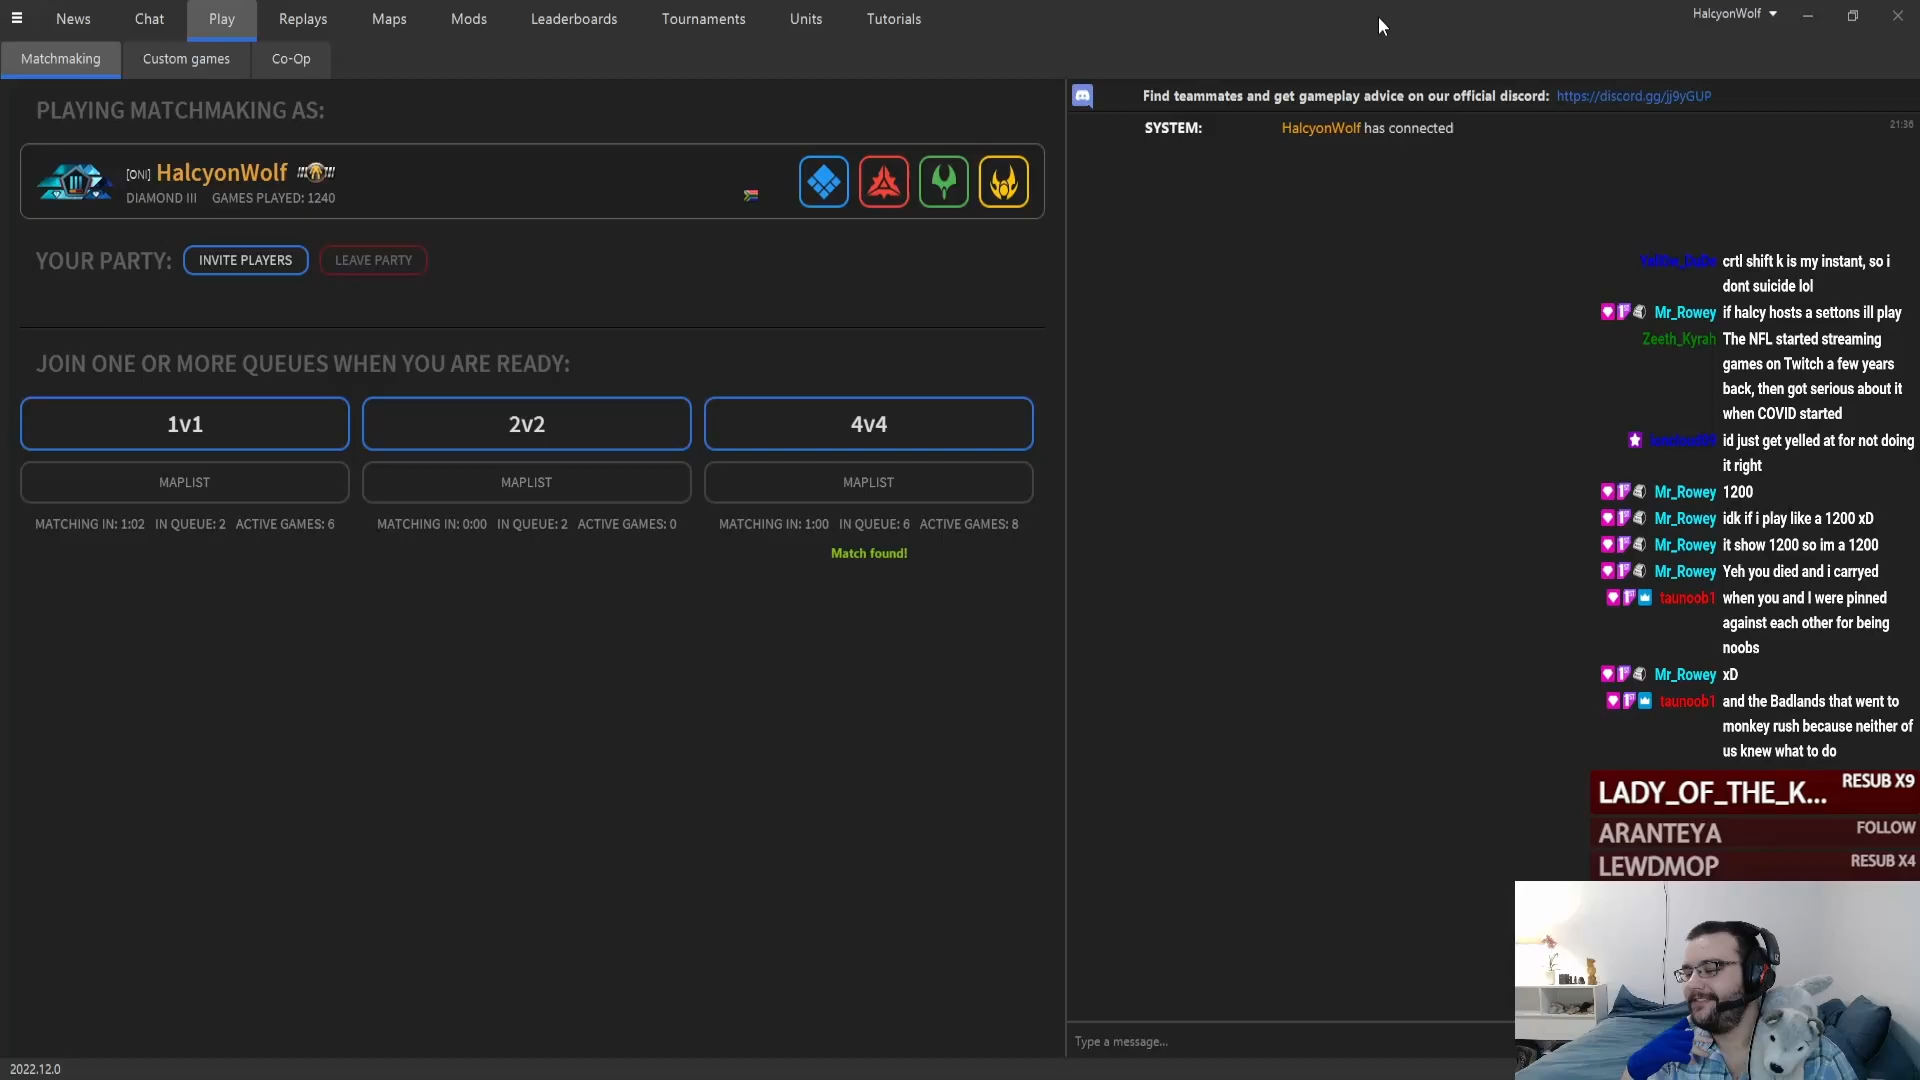 News Chat Play Replays Maps Mods Leaderboards Tournaments Units Tutorials
HalcyonWolf
Matchmaking Custom games Co-Op
PLAYING MATCHMAKING AS:
[ONI] HalcyonWolf
DIAMOND III GAMES PLAYED: 1240
YOUR PARTY: INVITE PLAYERS LEAVE PARTY
JOIN ONE OR MORE QUEUES WHEN YOU ARE READY:
1v1 2v2 4v4
MAPLIST MAPLIST MAPLIST
MATCHING IN: 1:02 IN QUEUE: 2 ACTIVE GAMES: 6
MATCHING IN: 0:00 IN QUEUE: 2 ACTIVE GAMES: 0
MATCHING IN: 1:00 IN QUEUE: 6 ACTIVE GAMES: 8
Match found!
Find teammates and get gameplay advice on our official discord: https://discord.gg/jj9yGUP
SYSTEM: HalcyonWolf has connected 21:36
crtl shift k is my instant, so i
dont suicide lol
Mr_Rowey if halcy hosts a settons ill play
Zeeth_Kyrah The NFL started streaming
games on Twitch a few years
back, then got serious about it
when COVID started
id just get yelled at for not doing
it right
Mr_Rowey 1200
Mr_Rowey idk if i play like a 1200 xD
Mr_Rowey it show 1200 so im a 1200
Mr_Rowey Yeh you died and i carryed
taunoob1 when you and I were pinned
against each other for being
noobs
Mr_Rowey xD
taunoob1 and the Badlands that went to
monkey rush because neither of
us knew what to do
LADY_OF_THE_K... RESUB X9
ARANTEYA FOLLOW
LEWDMOP RESUB X4
Type a message...
2022.12.0